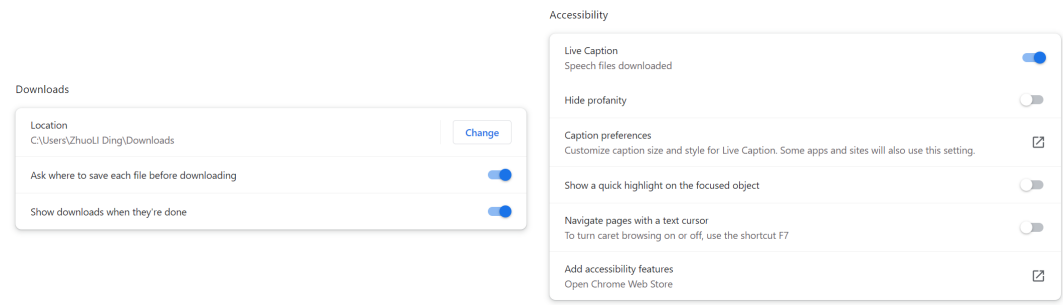 Downloads
Location
C:\Users\ZhuoLI Ding\Downloads
Change
Ask where to save each file before downloading
Show downloads when they're done
Accessibility
Live Caption
Speech files downloaded
Hide profanity
Caption preferences
Customize caption size and style for Live Caption. Some apps and sites will also use this setting.
Show a quick highlight on the focused object
Navigate pages with a text cursor
To turn caret browsing on or off, use the shortcut F7
Add accessibility features
Open Chrome Web Store